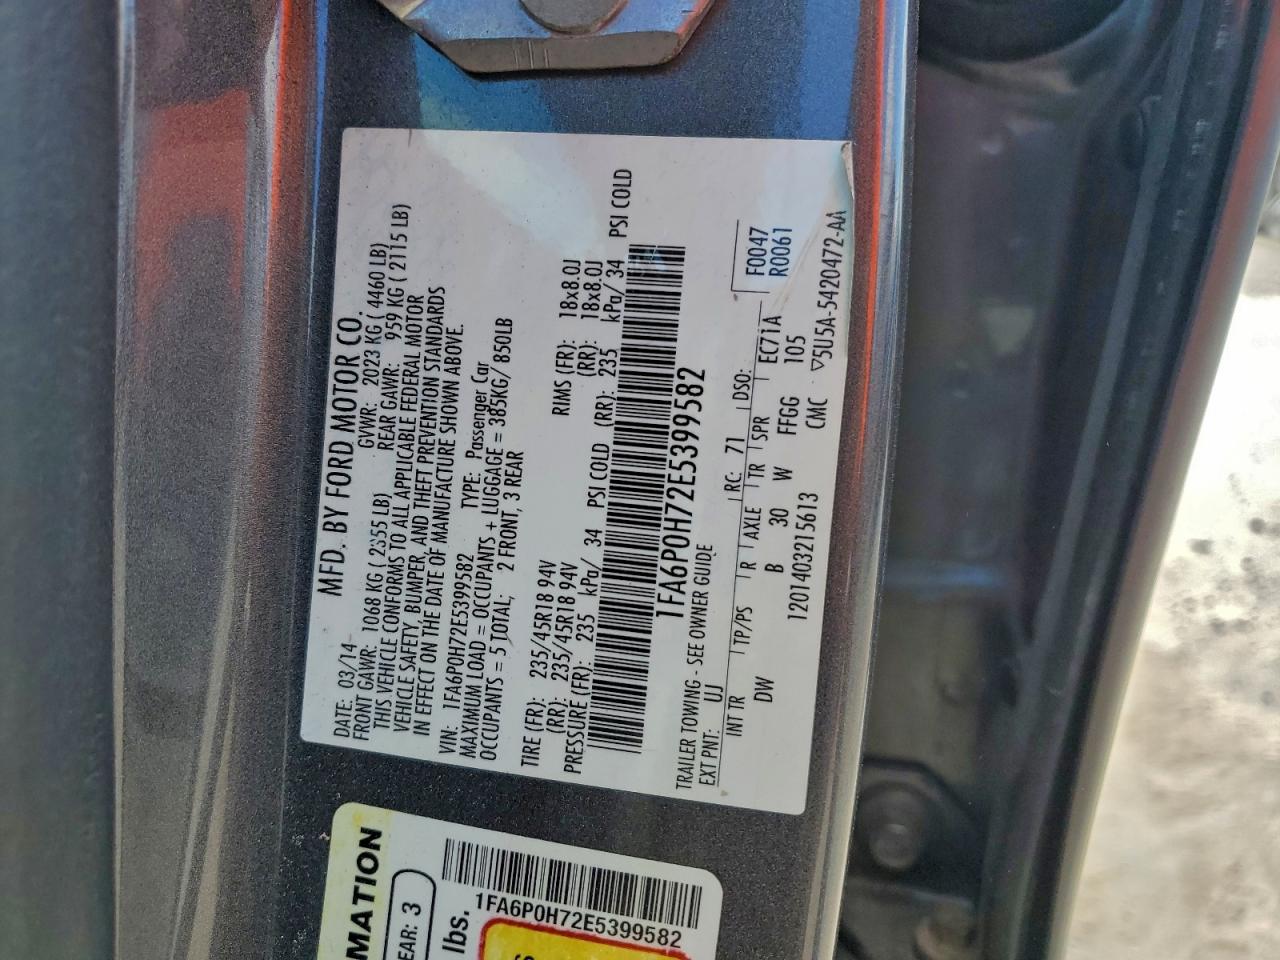 MFD. BY FORD MOTOR CO.
DATE: 03/14 GVWR: 2023 KG ( 4460 LB)
FRONT GAWR: 1068 KG ( 2355 LB) REAR GAWR: 959 KG ( 2115 LB)
THIS VEHICLE CONFORMS TO ALL APPLICABLE FEDERAL MOTOR
VEHICLE SAFETY, BUMPER, AND THEFT PREVENTION STANDARDS
IN EFFECT ON THE DATE OF MANUFACTURE SHOWN ABOVE.
VIN: 1FA6P0H72E5399582 TYPE: Passenger Car
MAXIMUM LOAD = OCCUPANTS + LUGGAGE = 385KG/ 850LB
OCCUPANTS = 5 TOTAL; 2 FRONT, 3 REAR
TIRE (FR): 235/45R18 94V RIMS (FR): 18x8.0J
(RR): 235/45R18 94V (RR): 18x8.0J
PRESSURE (FR): 235 kPa/ 34 PSI COLD (RR): 235 kPa/ 34 PSI COLD
1FA6P0H72E5399582
TRAILER TOWING - SEE OWNER GUIDE
F0047
R0061
EXT PNT: UJ RC: 71 DSO:
INT TR TP/PS R AXLE TR SPR EC71A
DW B 30 W FFGG 105
1201403215613 CMC ▽5U5A-5420472-AA
MATION
EAR: 3
lbs.
1FA6P0H72E5399582